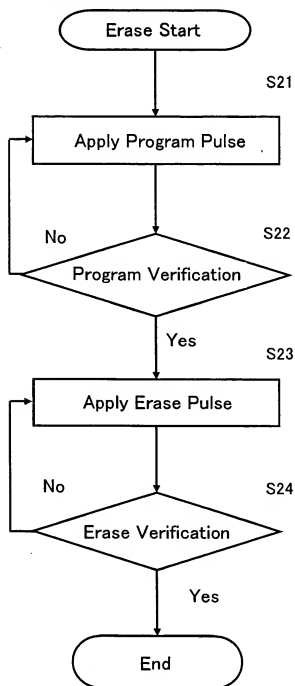 Erase Start
S21
Apply Program Pulse
No
S22
Program Verification
Yes
S23
Apply Erase Pulse
No
S24
Erase Verification
Yes
End